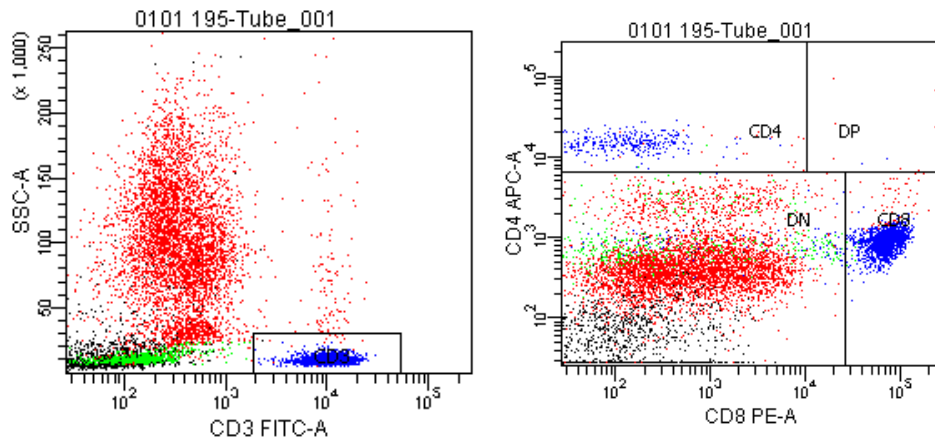 0101 195-Tube_001
(x 1,000)
SSC-A
250
200
150
100
50
10² 10³ 10⁴ 10⁵
CD3 FITC-A
0101 195-Tube_001
CD4 APC-A
10⁵
10⁴
10³
10²
CD4 DP
DN CD8
10² 10³ 10⁴ 10⁵
CD8 PE-A